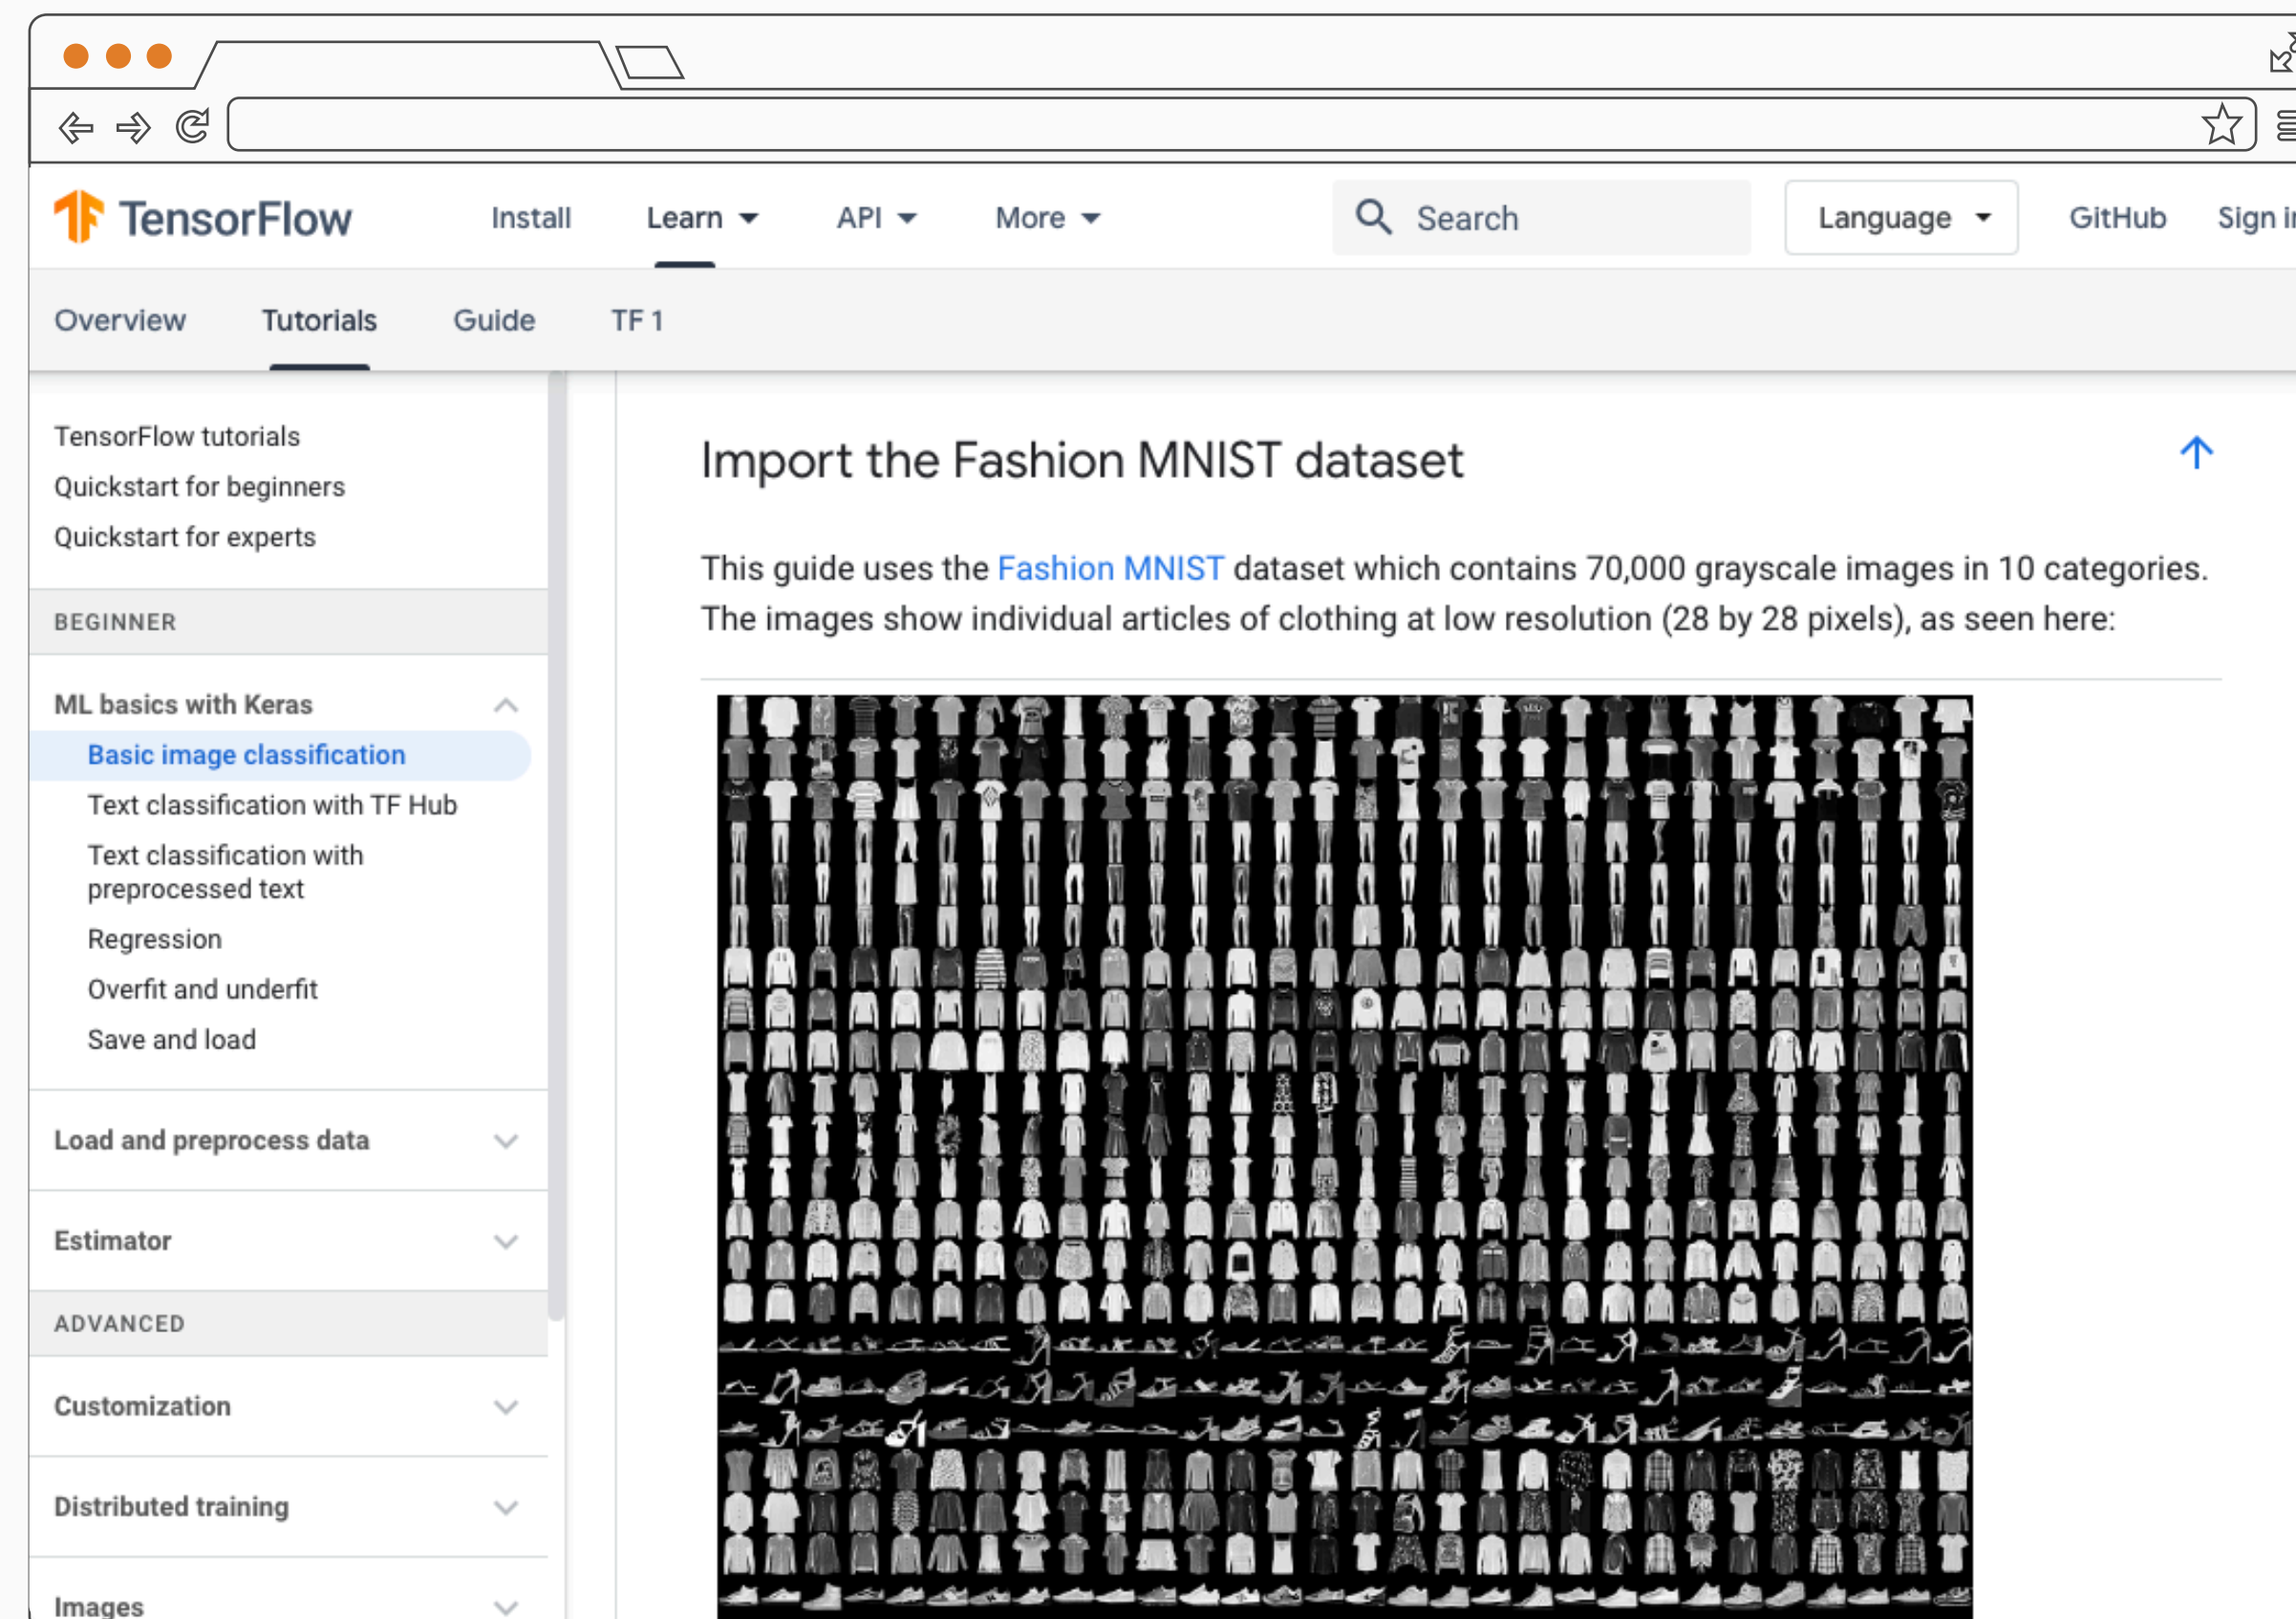 TensorFlow
Install
Learn
API
More
Search
Language
GitHub
Sign
Overview
Tutorials
Guide
TF 1
TensorFlow tutorials
Quickstart for beginners
Quickstart for experts
BEGINNER
ML basics with Keras
Basic image classification
Text classification with TF Hub
Text classification with
preprocessed text
Regression
Overfit and underfit
Save and load
Load and preprocess data
Estimator
ADVANCED
Customization
Distributed training
Images
Import the Fashion MNIST dataset
This guide uses the Fashion MNIST dataset which contains 70,000 grayscale images in 10 categories.
The images show individual articles of clothing at low resolution (28 by 28 pixels), as seen here: